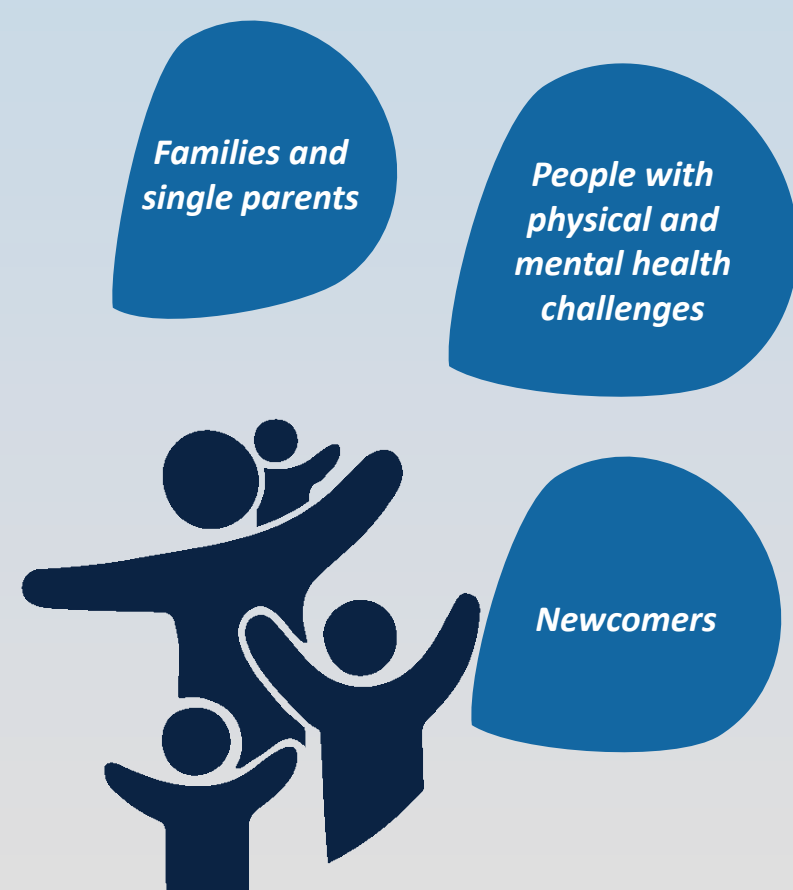 Families and
single parents
People with
physical and
mental health
challenges
Newcomers